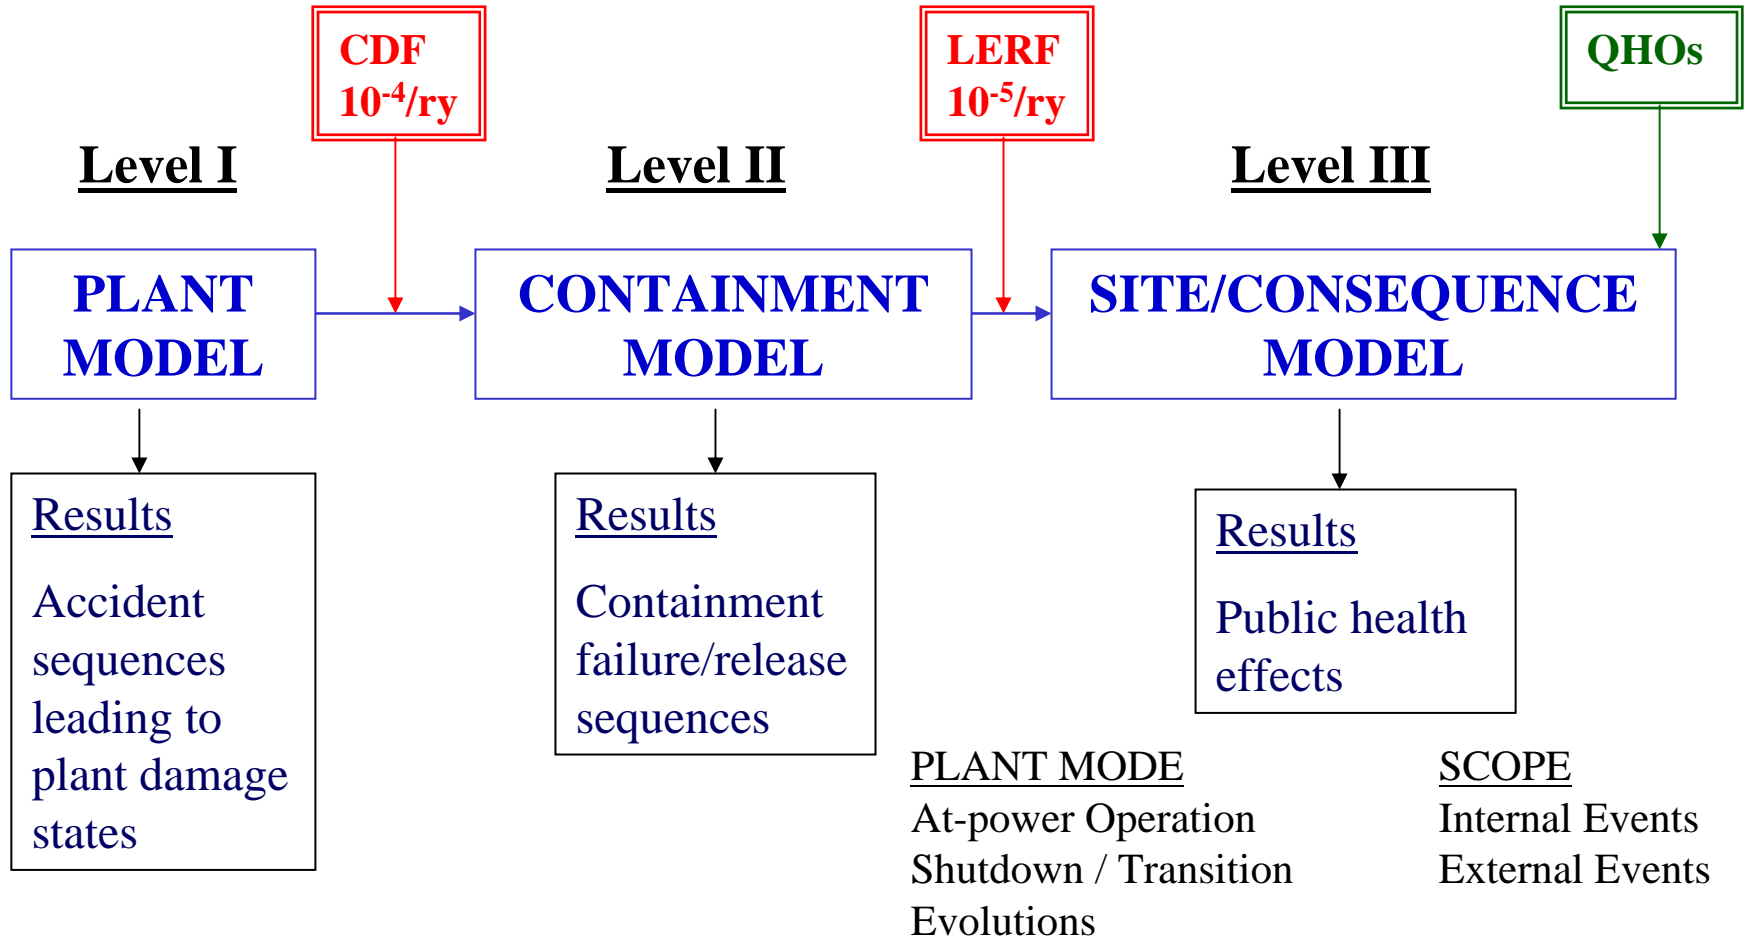 CDF
10⁻⁴/ry
LERF
10⁻⁵/ry
QHOs
Level I
Level II
Level III
PLANT
MODEL
CONTAINMENT
MODEL
SITE/CONSEQUENCE
MODEL
Results
Accident
sequences
leading to
plant damage
states
Results
Containment
failure/release
sequences
Results
Public health
effects
PLANT MODE
At-power Operation
Shutdown / Transition
Evolutions
SCOPE
Internal Events
External Events